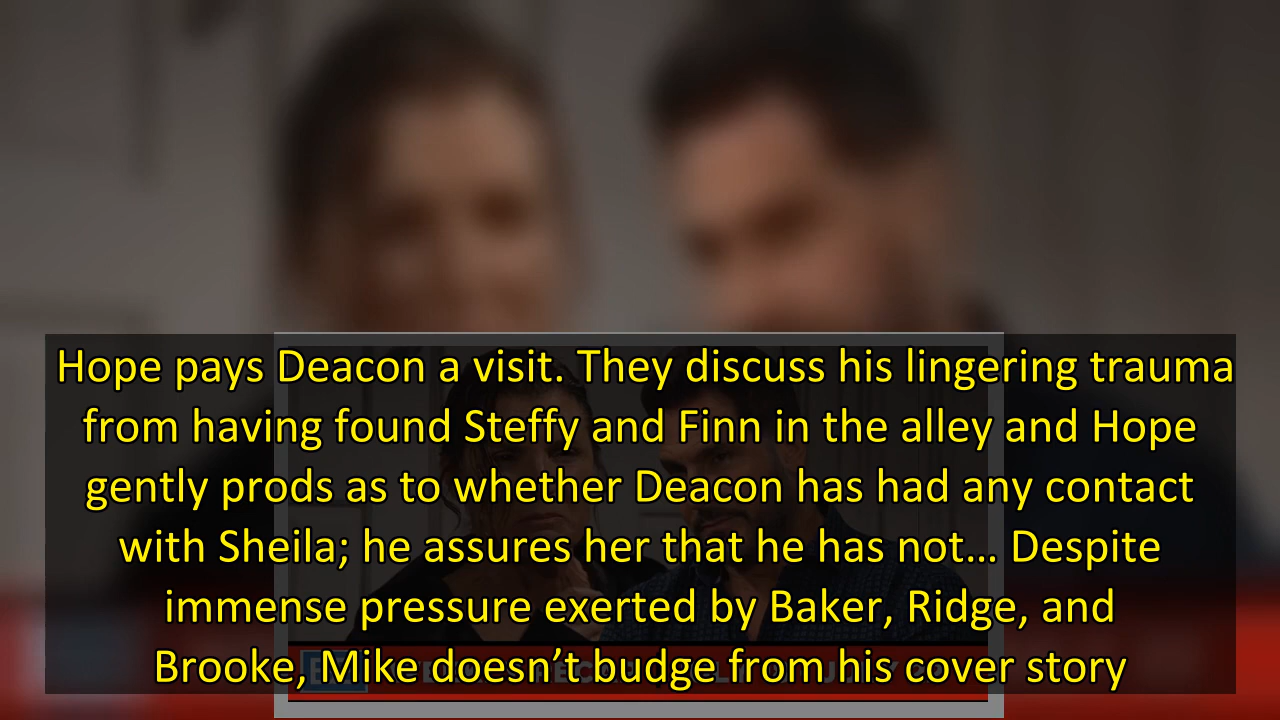 Hope pays Deacon a visit. They discuss his lingering trauma
from having found Steffy and Finn in the alley and Hope
gently prods as to whether Deacon has had any contact
with Sheila; he assures her that he has not… Despite
immense pressure exerted by Baker, Ridge, and
Brooke, Mike doesn’t budge from his cover story